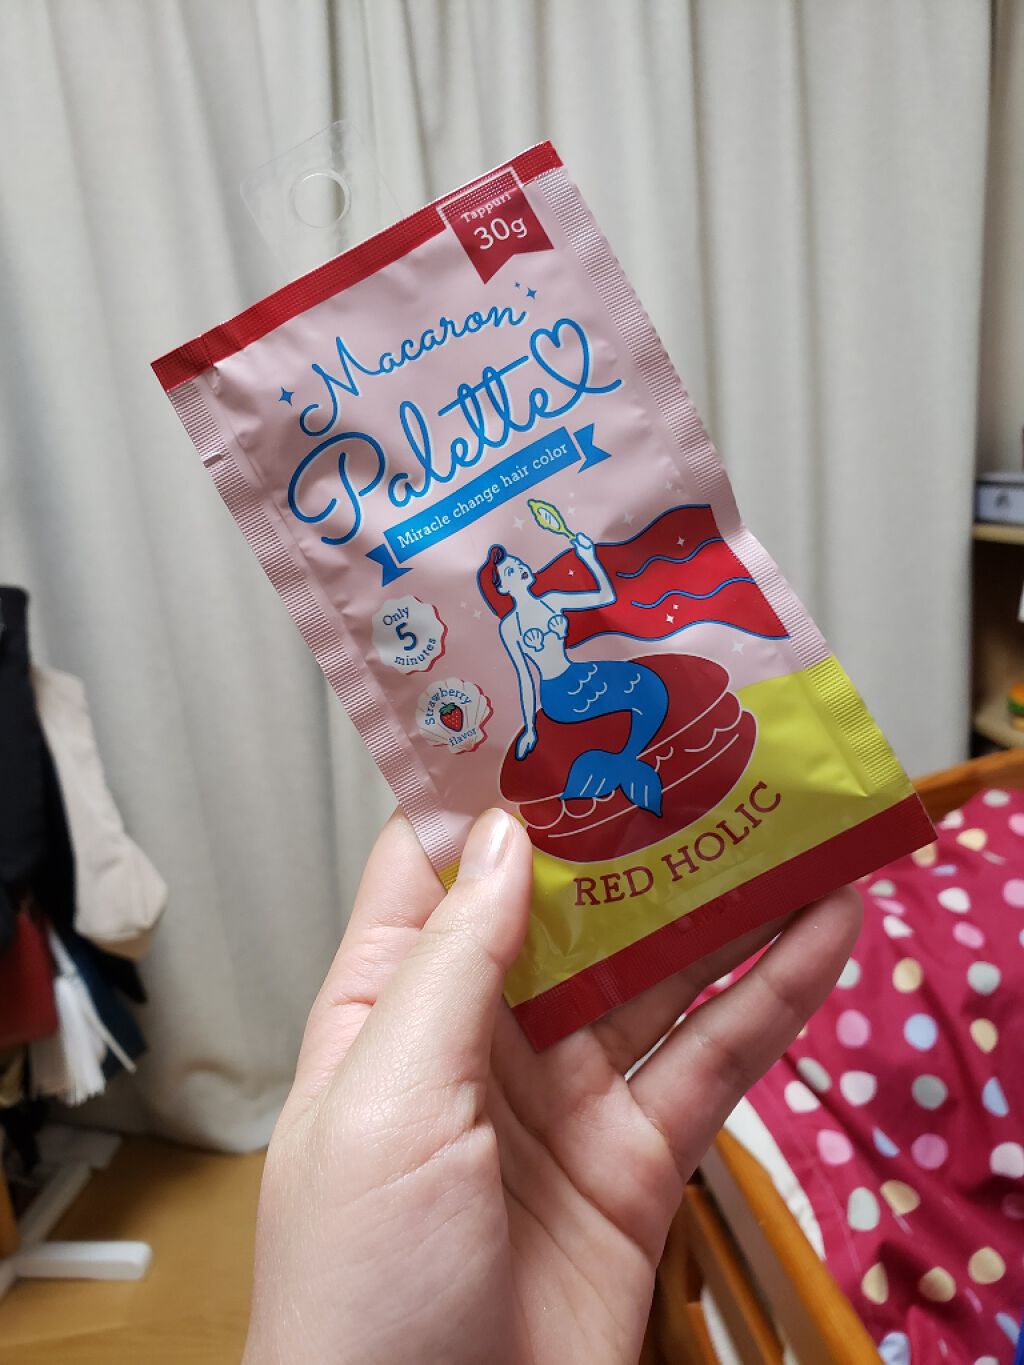 Tappuri
30g
Macaron
Palette
Miracle change hair color
Only
5
minutes
Strawberry
flavor
RED HOLIC